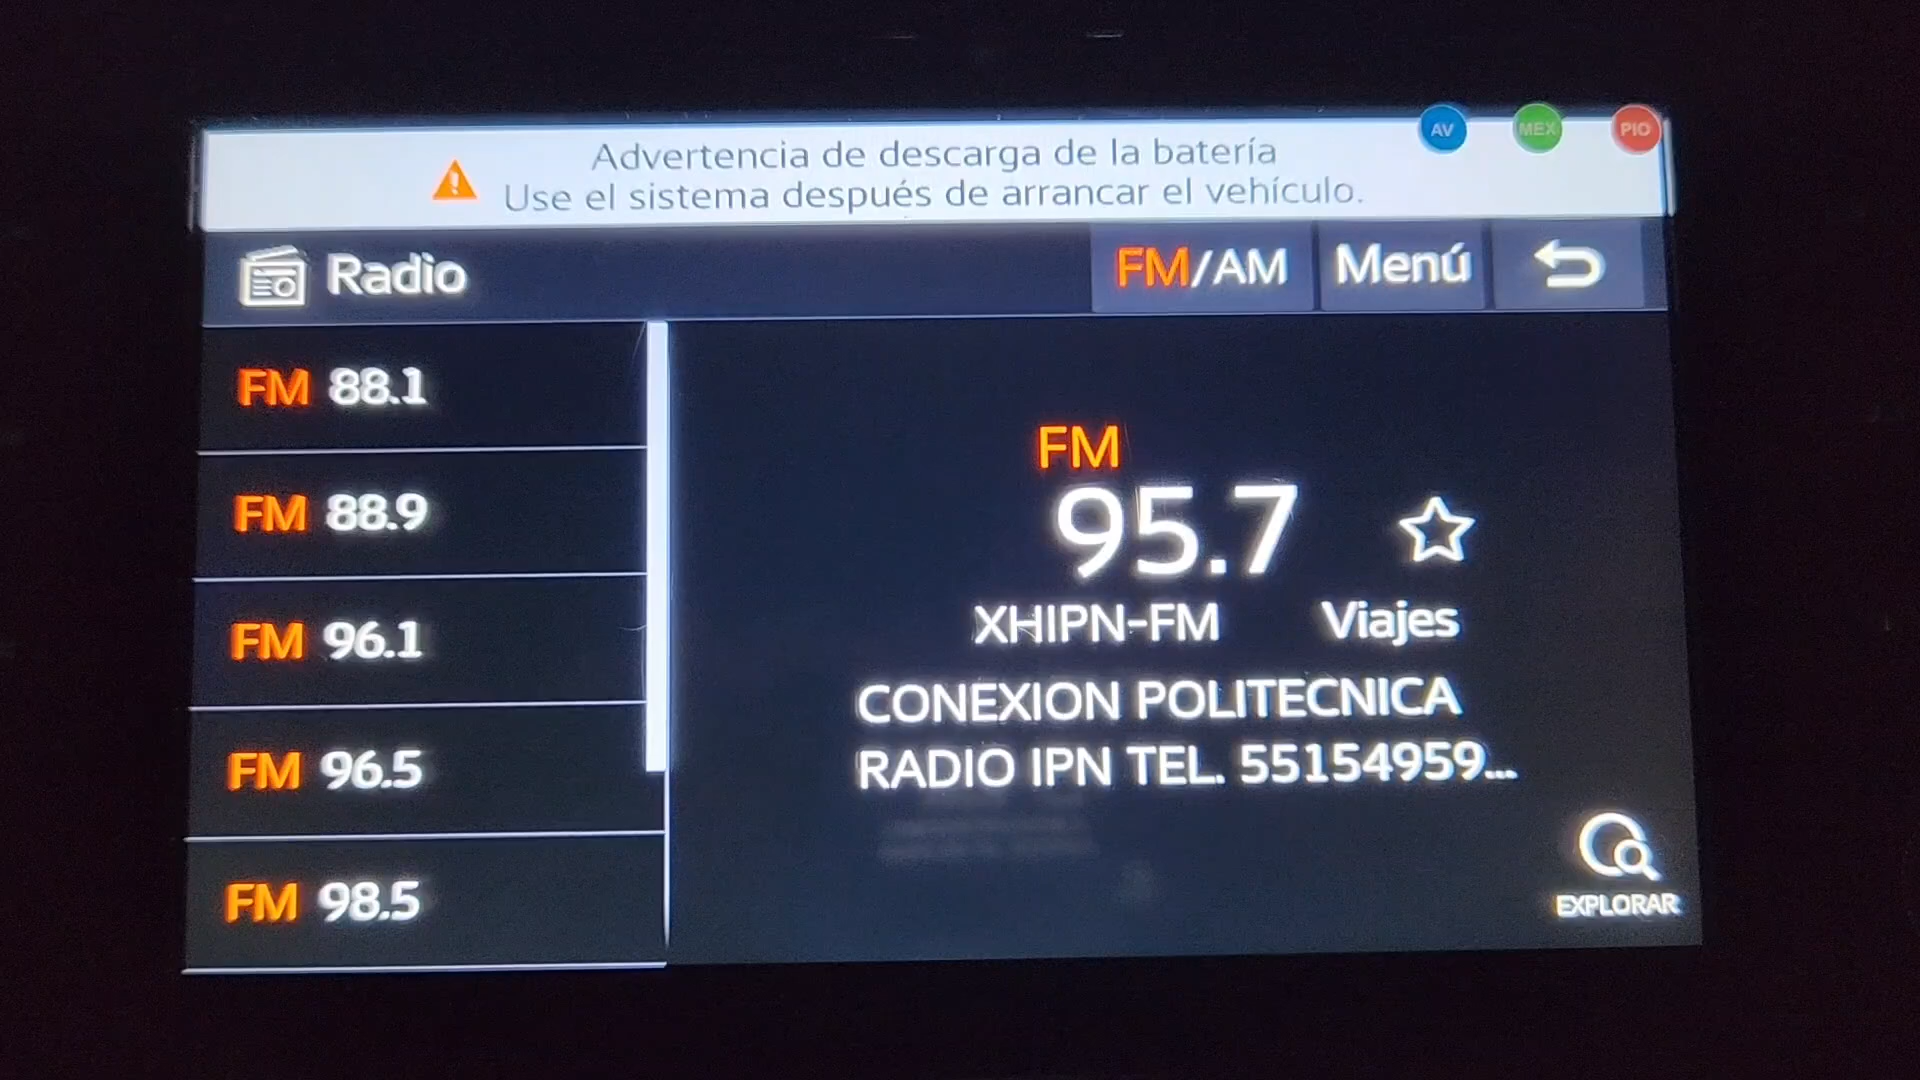 AV MEX PIO
Advertencia de descarga de la batería
Use el sistema después de arrancar el vehículo.
Radio
FM/AM
Menú
FM 88.1
FM 88.9
FM 96.1
FM 96.5
FM 98.5
FM
95.7
XHIPN-FM
Viajes
CONEXION POLITECNICA
RADIO IPN TEL. 55154959...
EXPLORAR